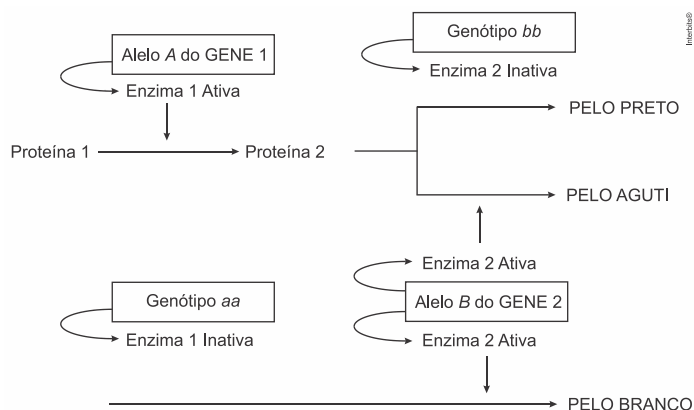 Interbits®
Alelo A do GENE 1
Enzima 1 Ativa
Genótipo bb
Enzima 2 Inativa
PELO PRETO
Proteína 1
Proteína 2
PELO AGUTI
Enzima 2 Ativa
Genótipo aa
Alelo B do GENE 2
Enzima 1 Inativa
Enzima 2 Ativa
PELO BRANCO